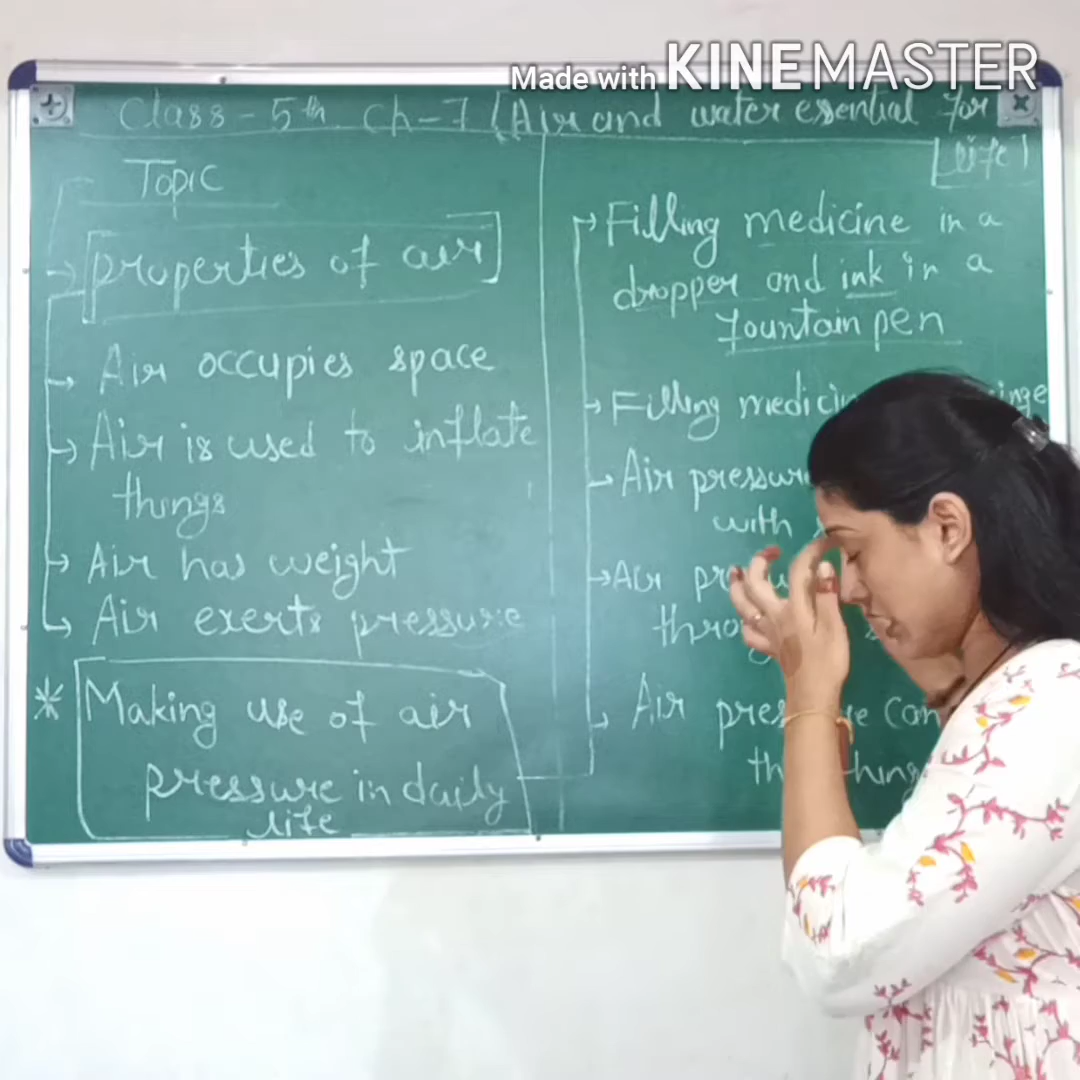 Made with KINEMASTER
Class - 5th Ch-7 [Air and water essential for
life]
Topic
→ [properties of air]
→ Air occupies space
→ Air is used to inflate
things
→ Air has weight
→ Air exerts pressure
* Making use of air
pressure in daily
life
→ Filling medicine in a
dropper and ink in a
fountain pen
→ Filling
→ Air
with
→ Air
→ Air